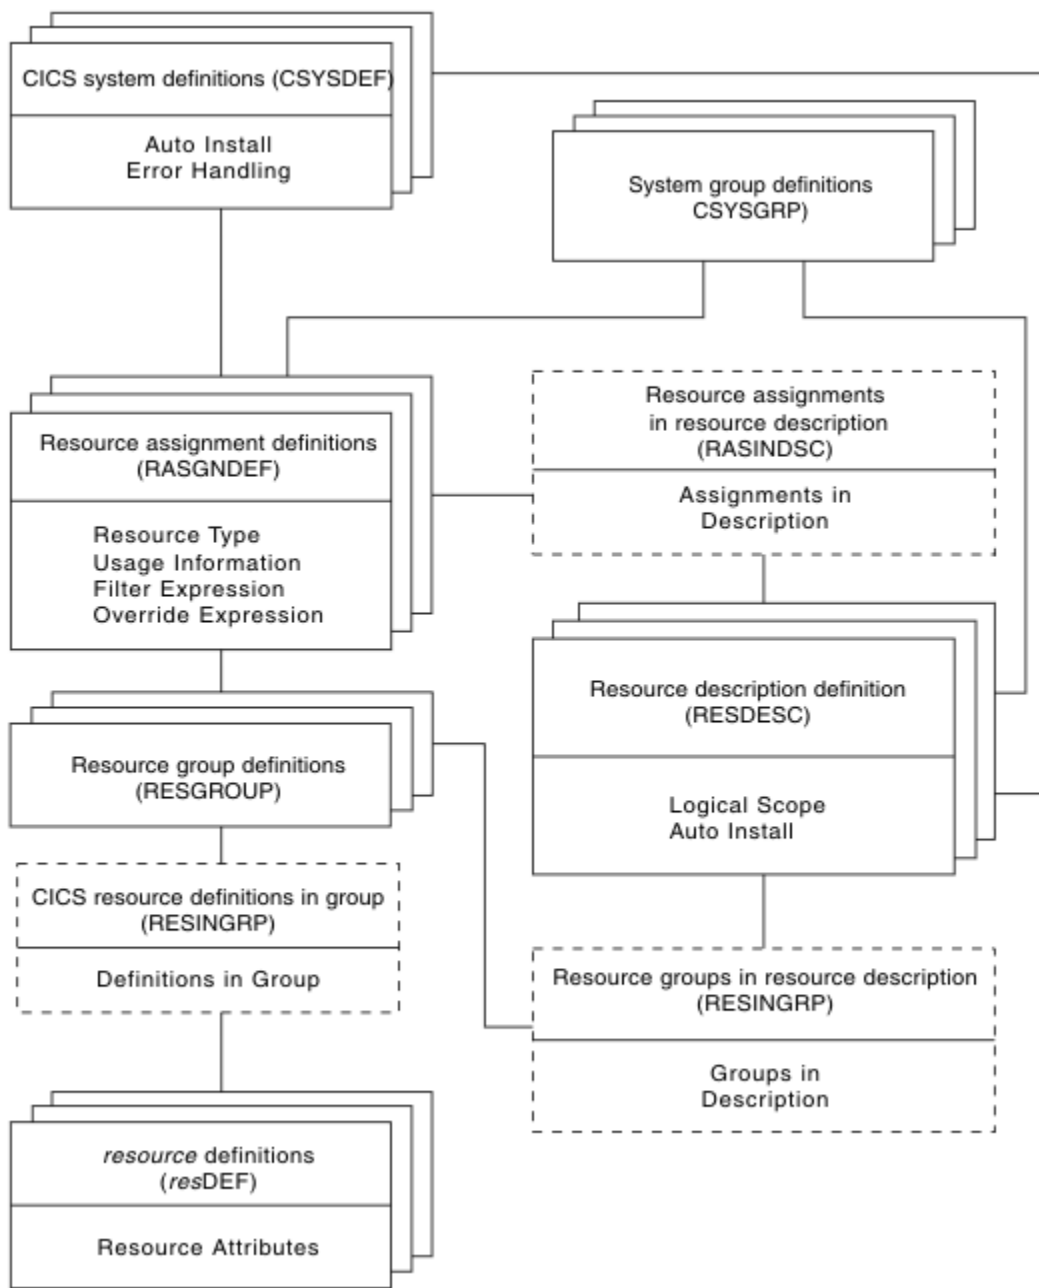 CICS system definitions (CSYSDEF)
Auto Install
Error Handling
System group definitions
CSYSGRP)
Resource assignment definitions
(RASGNDEF)
Resource Type
Usage Information
Filter Expression
Override Expression
Resource assignments
in resource description
(RASINDSC)
Assignments in
Description
Resource description definition
(RESDESC)
Logical Scope
Auto Install
Resource group definitions
(RESGROUP)
CICS resource definitions in group
(RESINGRP)
Definitions in Group
Resource groups in resource description
(RESINGRP)
Groups in
Description
resource definitions
(resDEF)
Resource Attributes